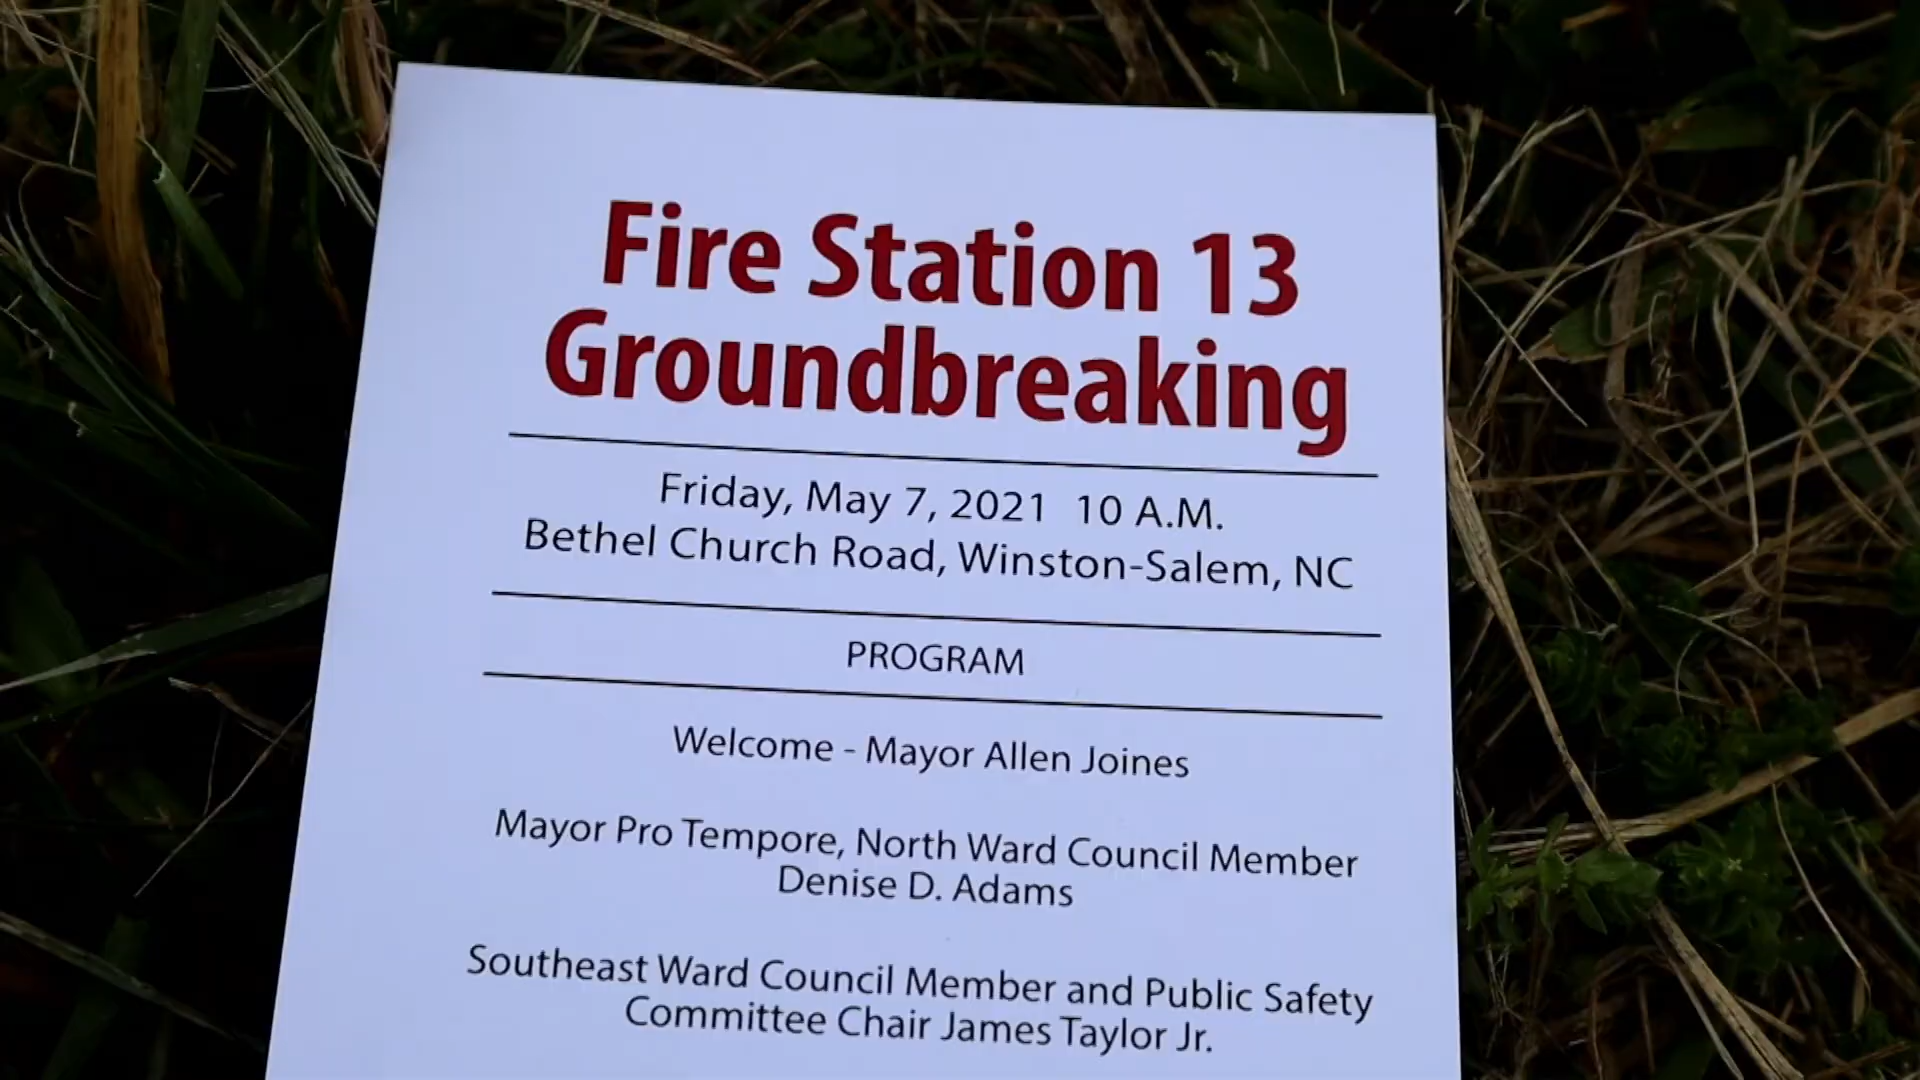 Fire Station 13
Groundbreaking
Friday, May 7, 2021 10 A.M.
Bethel Church Road, Winston-Salem, NC
PROGRAM
Welcome - Mayor Allen Joines
Mayor Pro Tempore, North Ward Council Member
Denise D. Adams
Southeast Ward Council Member and Public Safety
Committee Chair James Taylor Jr.